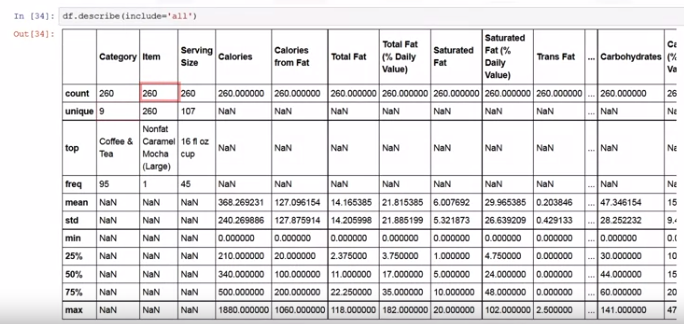 In [34]: df.describe(include='all')
Out[34]:
Category Item Serving Size Calories Calories from Fat Total Fat Total Fat (% Daily Value) Saturated Fat Saturated Fat (% Daily Value) Trans Fat ... Carbohydrates
count 260 260 260 260.000000 260.000000 260.000000 260.000000 260.000000 260.000000 260.000000 ... 260.000000 26
unique 9 260 107 NaN NaN NaN NaN NaN NaN NaN ... NaN Na
top Coffee & Tea Nonfat Caramel Mocha (Large) 16 fl oz cup NaN NaN NaN NaN NaN NaN NaN ... NaN Na
freq 95 1 45 NaN NaN NaN NaN NaN NaN NaN ... NaN Na
mean NaN NaN NaN 368.269231 127.096154 14.165385 21.815385 6.007692 29.965385 0.203846 ... 47.346154 15
std NaN NaN NaN 240.269886 127.875914 14.205998 21.885199 5.321873 26.639209 0.429133 ... 28.252232 9.
min NaN NaN NaN 0.000000 0.000000 0.000000 0.000000 0.000000 0.000000 0.000000 ... 0.000000 0.0
25% NaN NaN NaN 210.000000 20.000000 2.375000 3.750000 1.000000 4.750000 0.000000 ... 30.000000 10
50% NaN NaN NaN 340.000000 100.000000 11.000000 17.000000 5.000000 24.000000 0.000000 ... 44.000000 15
75% NaN NaN NaN 500.000000 200.000000 22.250000 35.000000 10.000000 48.000000 0.000000 ... 60.000000 20
max NaN NaN NaN 1880.000000 1060.000000 118.000000 182.000000 20.000000 102.000000 2.500000 ... 141.000000 47